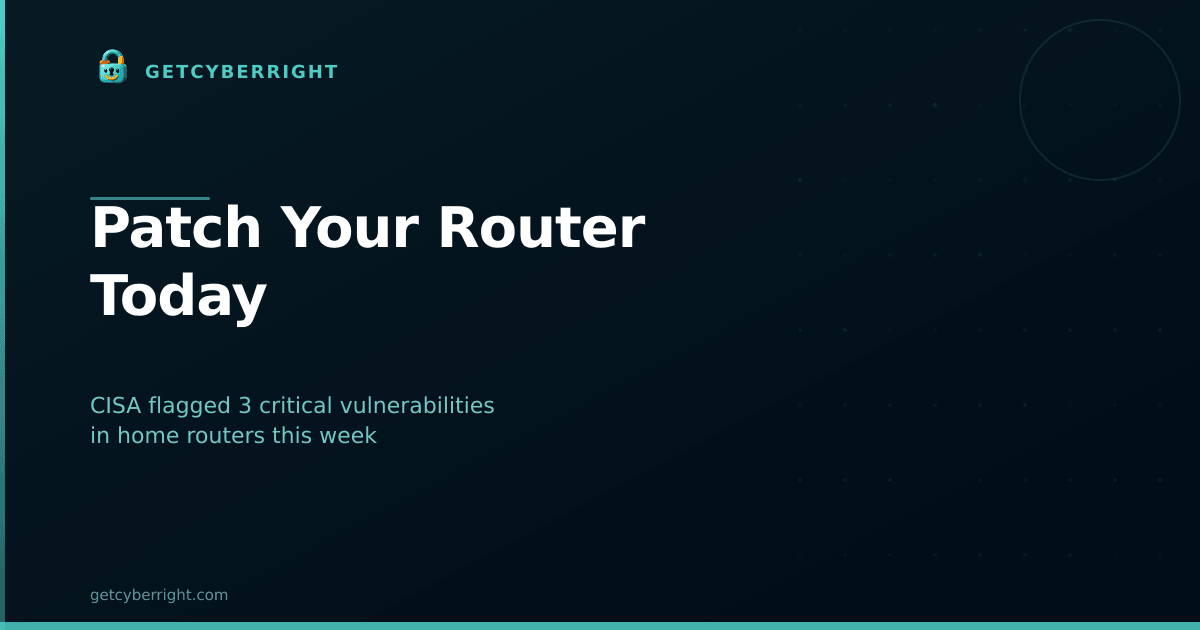 GETCYBERRIGHT
Patch Your Router
Today
CISA flagged 3 critical vulnerabilities
in home routers this week
getcyberright.com